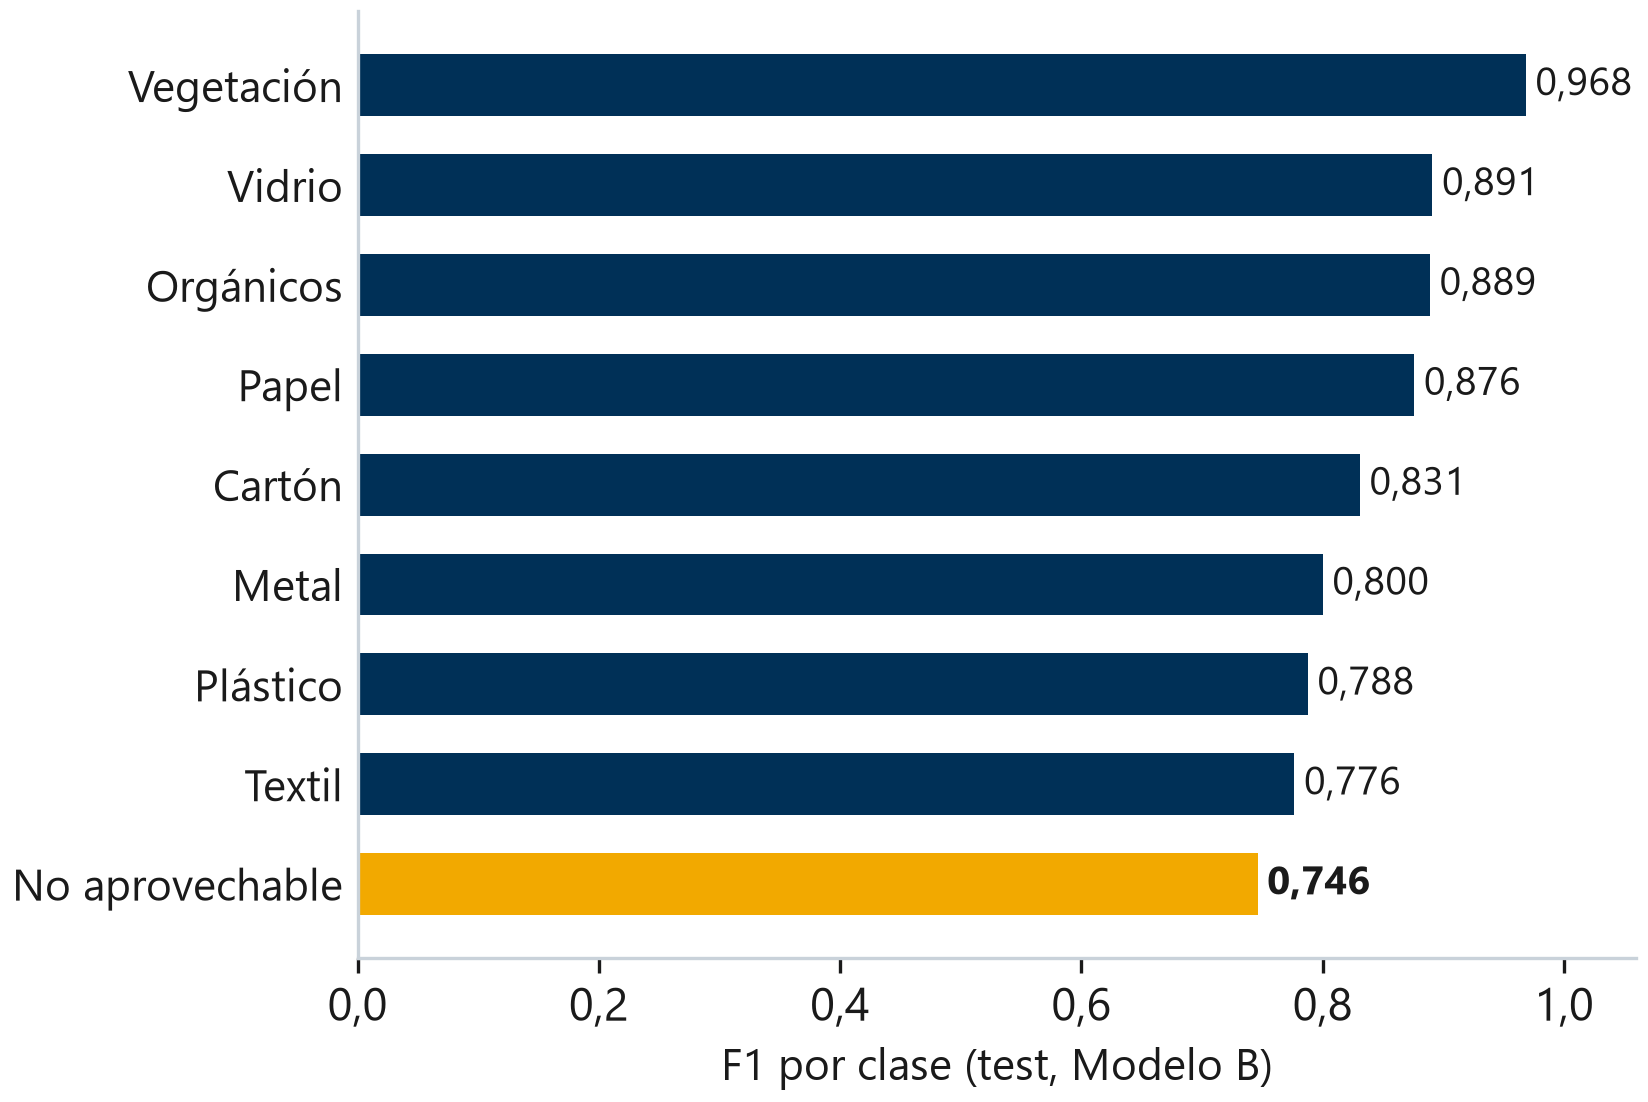 Vegetación 0,968
Vidrio 0,891
Orgánicos 0,889
Papel 0,876
Cartón 0,831
Metal 0,800
Plástico 0,788
Textil 0,776
No aprovechable 0,746
0,0 0,2 0,4 0,6 0,8 1,0
F1 por clase (test, Modelo B)